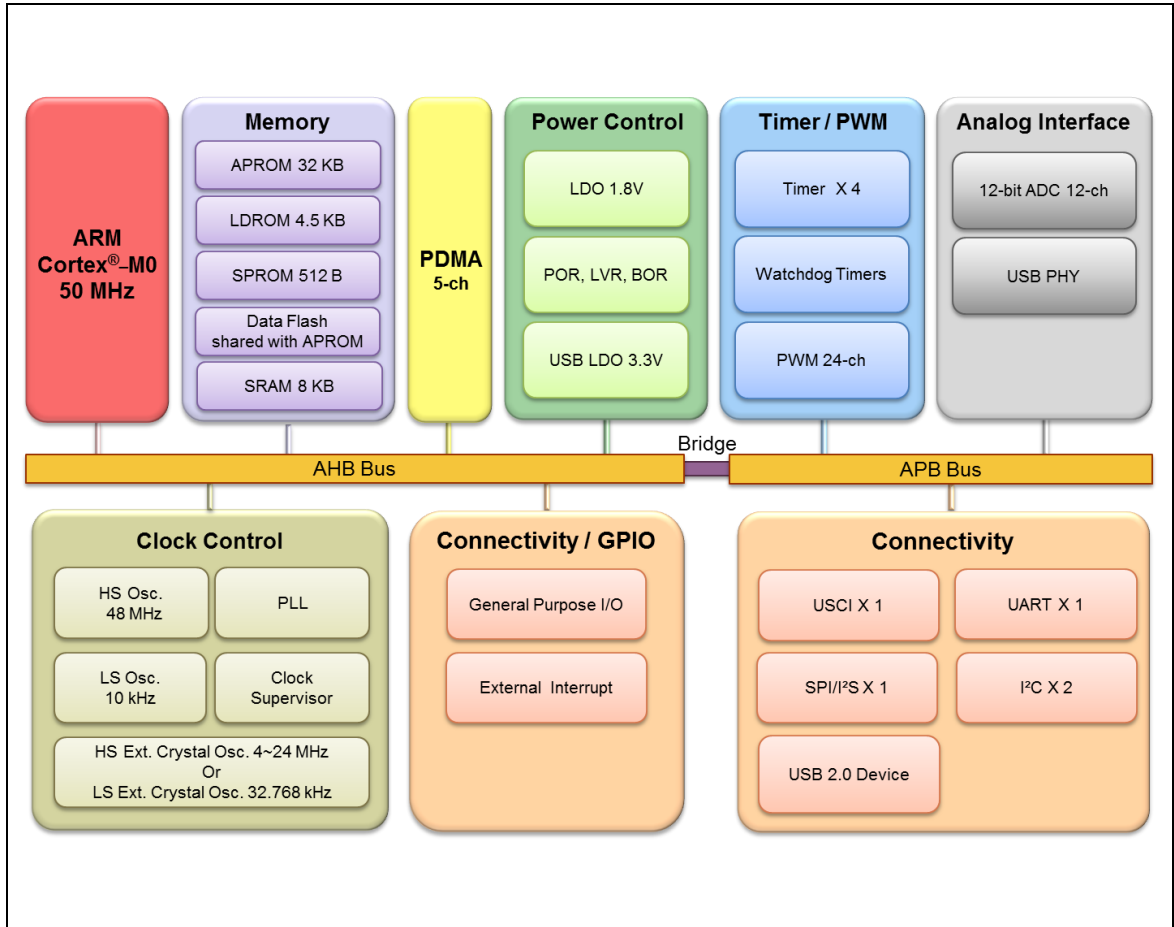 ARM
Cortex®–M0
50 MHz
Memory
APROM 32 KB
LDROM 4.5 KB
SPROM 512 B
Data Flash
shared with APROM
SRAM 8 KB
PDMA
5-ch
Power Control
LDO 1.8V
POR, LVR, BOR
USB LDO 3.3V
Timer / PWM
Timer X 4
Watchdog Timers
PWM 24-ch
Analog Interface
12-bit ADC 12-ch
USB PHY
AHB Bus
Bridge
APB Bus
Clock Control
HS Osc.
48 MHz
PLL
LS Osc.
10 kHz
Clock
Supervisor
HS Ext. Crystal Osc. 4~24 MHz
Or
LS Ext. Crystal Osc. 32.768 kHz
Connectivity / GPIO
General Purpose I/O
External Interrupt
Connectivity
USCI X 1
UART X 1
SPI/I²S X 1
I²C X 2
USB 2.0 Device